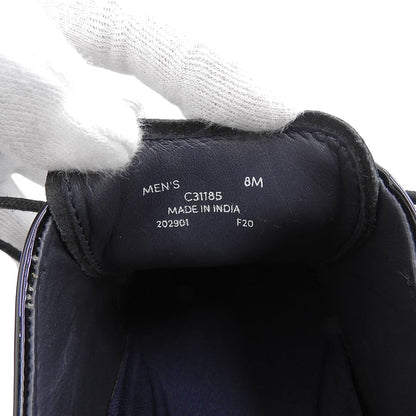 MEN'S 8M
C31185
MADE IN INDIA
202901 F20